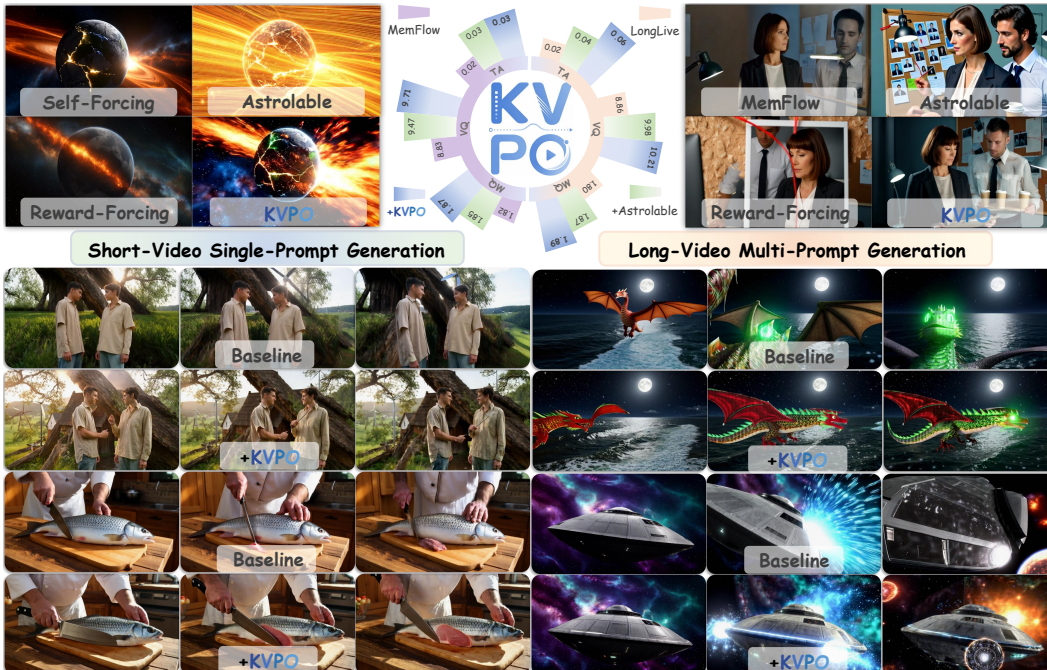 Self-Forcing
Astrolable
Reward-Forcing
KVPO
MemFlow
LongLive
0.02
0.03
0.03
TA
0.02
0.04
0.06
TA
8.83
9.47
9.71
VQ
8.86
9.98
10.21
VQ
1.82
1.85
1.87
MQ
1.80
1.87
1.89
MQ
KV
PO
+KVPO
+Astrolable
MemFlow
Astrolable
Reward-Forcing
KVPO
Short-Video Single-Prompt Generation
Long-Video Multi-Prompt Generation
Baseline
Baseline
+KVPO
+KVPO
Baseline
Baseline
+KVPO
+KVPO